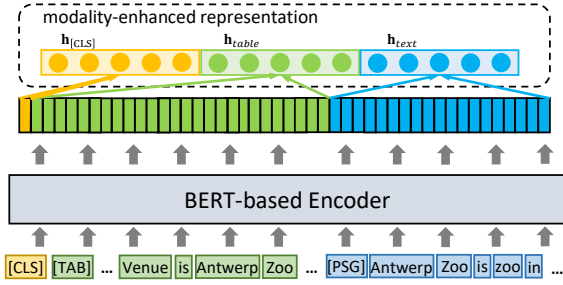 modality-enhanced representation
h[CLS] htable htext
BERT-based Encoder
[CLS] [TAB] ... Venue is Antwerp Zoo ... [PSG] Antwerp Zoo is zoo in ...